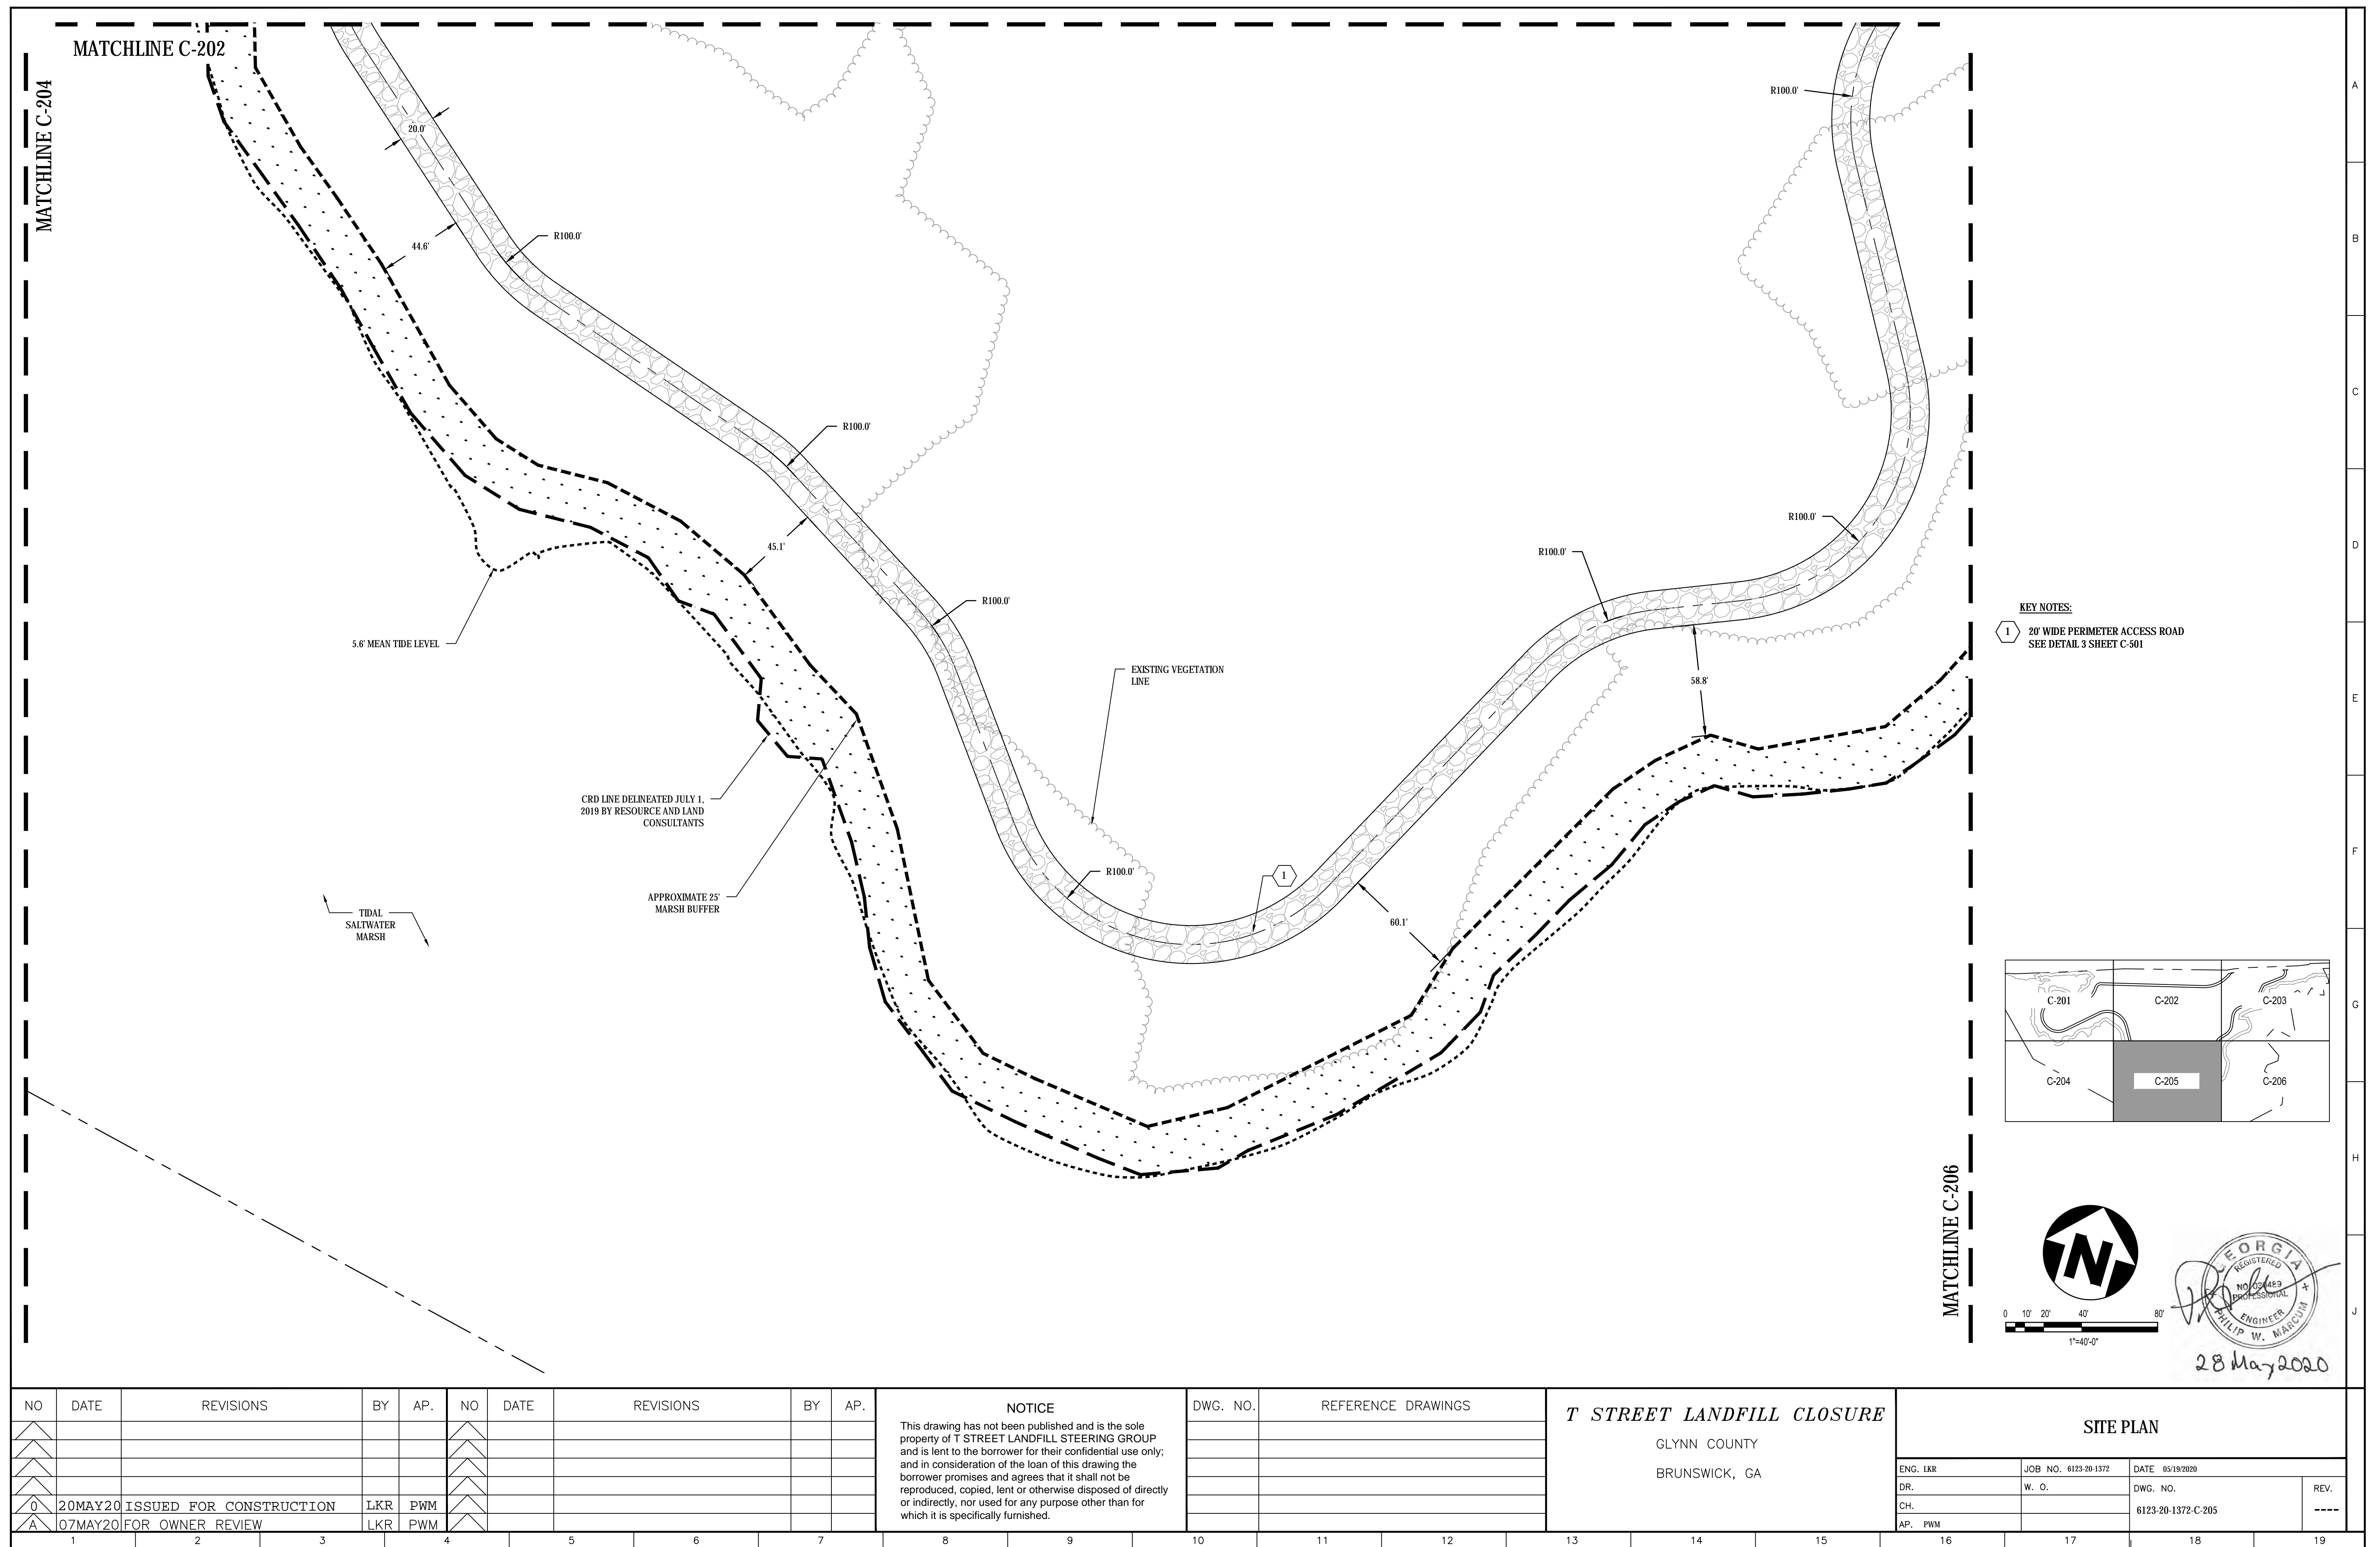 MATCHLINE C-202
MATCHLINE C-204
20.0'
44.6'
R100.0'
R100.0'
R100.0'
45.1'
R100.0'
5.6' MEAN TIDE LEVEL
EXISTING VEGETATION
LINE
R100.0'
R100.0'
58.8'
CRD LINE DELINEATED JULY 1,
2019 BY RESOURCE AND LAND
CONSULTANTS
APPROXIMATE 25'
MARSH BUFFER
R100.0'
1
60.1'
TIDAL
SALTWATER
MARSH
MATCHLINE C-206
KEY NOTES:
1 20' WIDE PERIMETER ACCESS ROAD
SEE DETAIL 3 SHEET C-501
C-201 C-202 C-203
C-204 C-205 C-206
N
0 10' 20' 40' 80'
1"=40'-0"
GEORGIA
REGISTERED
NO. 030489
PROFESSIONAL
ENGINEER
PHILIP W. MARCUM
28 May 2020
A
B
C
D
E
F
G
H
J
NO DATE REVISIONS BY AP. NO DATE REVISIONS BY AP.
0 20MAY20 ISSUED FOR CONSTRUCTION LKR PWM
A 07MAY20 FOR OWNER REVIEW LKR PWM
NOTICE
This drawing has not been published and is the sole
property of T STREET LANDFILL STEERING GROUP
and is lent to the borrower for their confidential use only;
and in consideration of the loan of this drawing the
borrower promises and agrees that it shall not be
reproduced, copied, lent or otherwise disposed of directly
or indirectly, nor used for any purpose other than for
which it is specifically furnished.
DWG. NO. REFERENCE DRAWINGS
T STREET LANDFILL CLOSURE
GLYNN COUNTY
BRUNSWICK, GA
SITE PLAN
ENG. LKR JOB NO. 6123-20-1372 DATE 05/19/2020
DR. W. O. DWG. NO. REV.
CH.
6123-20-1372-C-205 ----
AP. PWM
1 2 3 4 5 6 7 8 9 10 11 12 13 14 15 16 17 18 19